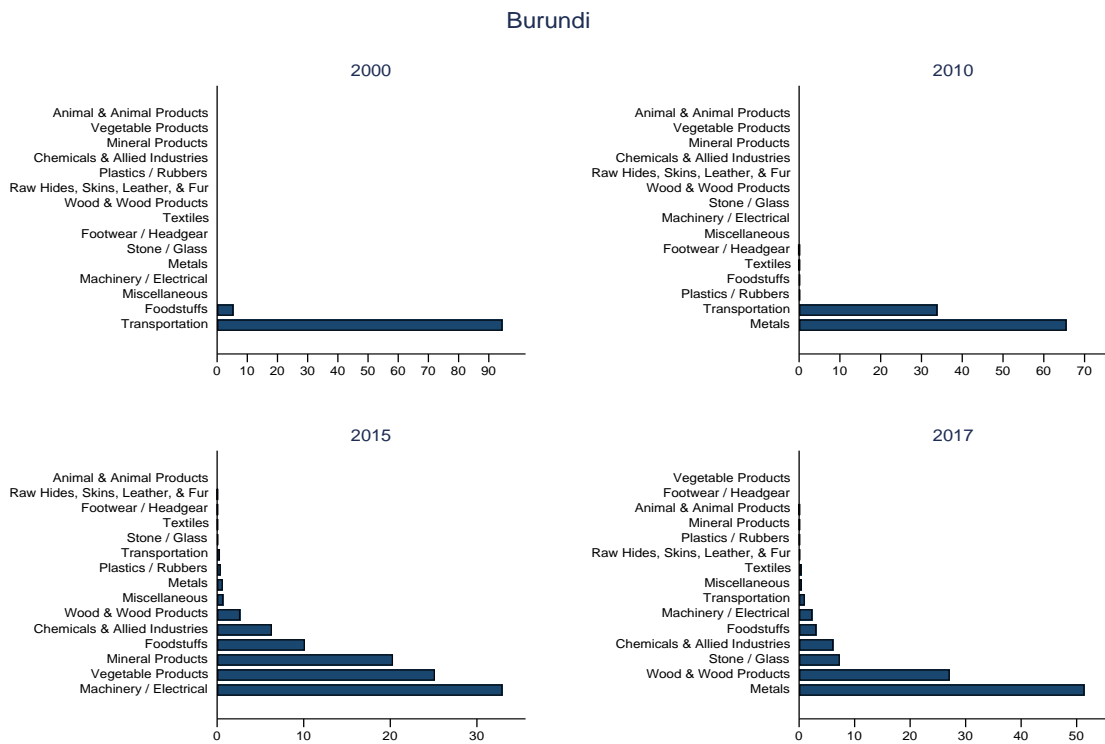 Burundi
2000
Animal & Animal Products
Vegetable Products
Mineral Products
Chemicals & Allied Industries
Plastics / Rubbers
Raw Hides, Skins, Leather, & Fur
Wood & Wood Products
Textiles
Footwear / Headgear
Stone / Glass
Metals
Machinery / Electrical
Miscellaneous
Foodstuffs
Transportation
0 10 20 30 40 50 60 70 80 90
2010
Animal & Animal Products
Vegetable Products
Mineral Products
Chemicals & Allied Industries
Raw Hides, Skins, Leather, & Fur
Wood & Wood Products
Stone / Glass
Machinery / Electrical
Miscellaneous
Footwear / Headgear
Textiles
Foodstuffs
Plastics / Rubbers
Transportation
Metals
0 10 20 30 40 50 60 70
2015
Animal & Animal Products
Raw Hides, Skins, Leather, & Fur
Footwear / Headgear
Textiles
Stone / Glass
Transportation
Plastics / Rubbers
Metals
Miscellaneous
Wood & Wood Products
Chemicals & Allied Industries
Foodstuffs
Mineral Products
Vegetable Products
Machinery / Electrical
0 10 20 30
2017
Vegetable Products
Footwear / Headgear
Animal & Animal Products
Mineral Products
Plastics / Rubbers
Raw Hides, Skins, Leather, & Fur
Textiles
Miscellaneous
Transportation
Machinery / Electrical
Foodstuffs
Chemicals & Allied Industries
Stone / Glass
Wood & Wood Products
Metals
0 10 20 30 40 50